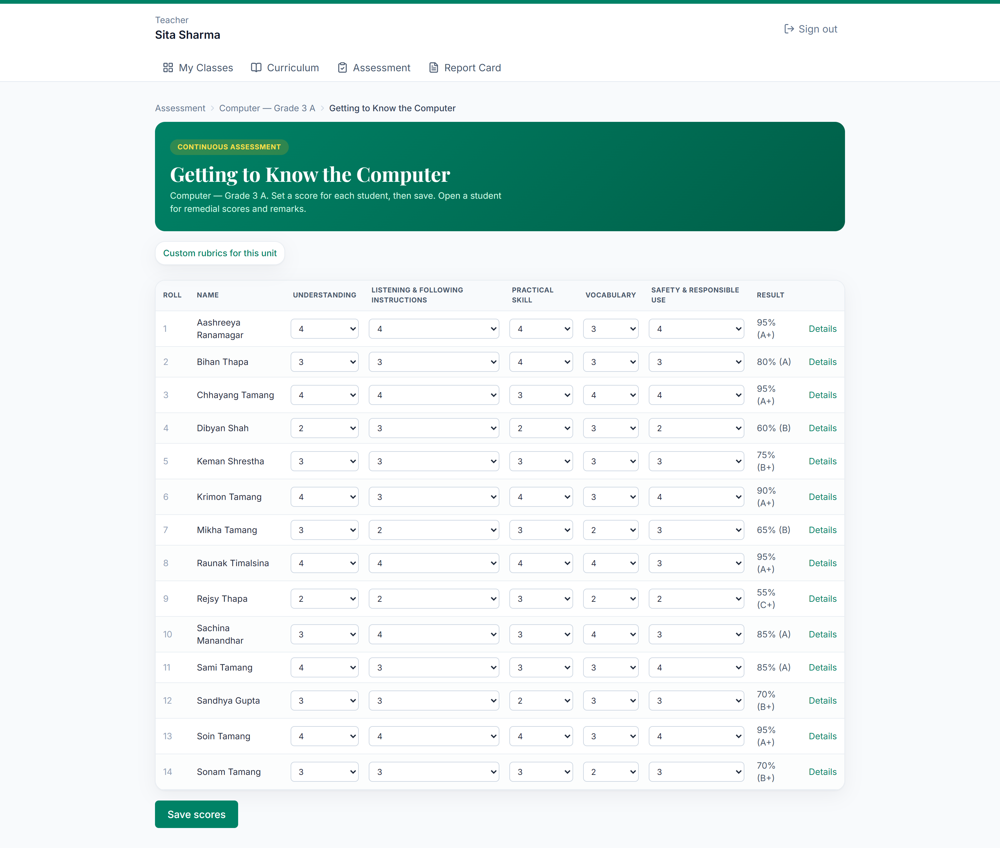 Teacher
Sita Sharma
Sign out
My Classes
Curriculum
Assessment
Report Card
Assessment
Computer — Grade 3 A
Getting to Know the Computer
CONTINUOUS ASSESSMENT
Getting to Know the Computer
Computer — Grade 3 A. Set a score for each student, then save. Open a student
for remedial scores and remarks.
Custom rubrics for this unit
ROLL NAME UNDERSTANDING LISTENING & FOLLOWING INSTRUCTIONS PRACTICAL SKILL VOCABULARY SAFETY & RESPONSIBLE USE RESULT
1 Aashreeya Ranamagar 4 4 4 3 4 95% (A+) Details
2 Bihan Thapa 3 3 4 3 3 80% (A) Details
3 Chhayang Tamang 4 4 3 4 4 95% (A+) Details
4 Dibyan Shah 2 3 2 3 2 60% (B) Details
5 Keman Shrestha 3 3 3 3 3 75% (B+) Details
6 Krimon Tamang 4 3 4 3 4 90% (A+) Details
7 Mikha Tamang 3 2 3 2 3 65% (B) Details
8 Raunak Timalsina 4 4 4 4 3 95% (A+) Details
9 Rejsy Thapa 2 2 3 2 2 55% (C+) Details
10 Sachina Manandhar 3 4 3 4 3 85% (A) Details
11 Sami Tamang 4 3 3 3 4 85% (A) Details
12 Sandhya Gupta 3 3 2 3 3 70% (B+) Details
13 Soin Tamang 4 4 4 3 4 95% (A+) Details
14 Sonam Tamang 3 3 3 2 3 70% (B+) Details
Save scores